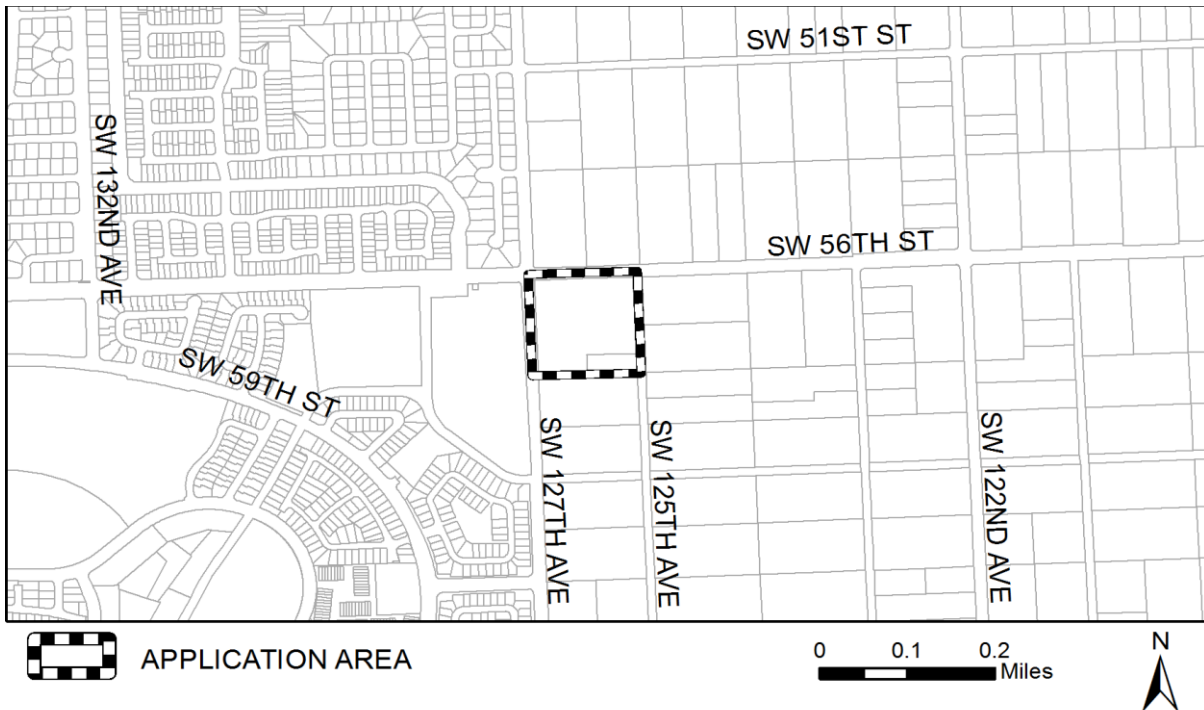 SW 51ST ST
SW 132ND AVE
SW 56TH ST
SW 59TH ST
SW 127TH AVE
SW 125TH AVE
SW 122ND AVE
APPLICATION AREA
0 0.1 0.2
Miles
N